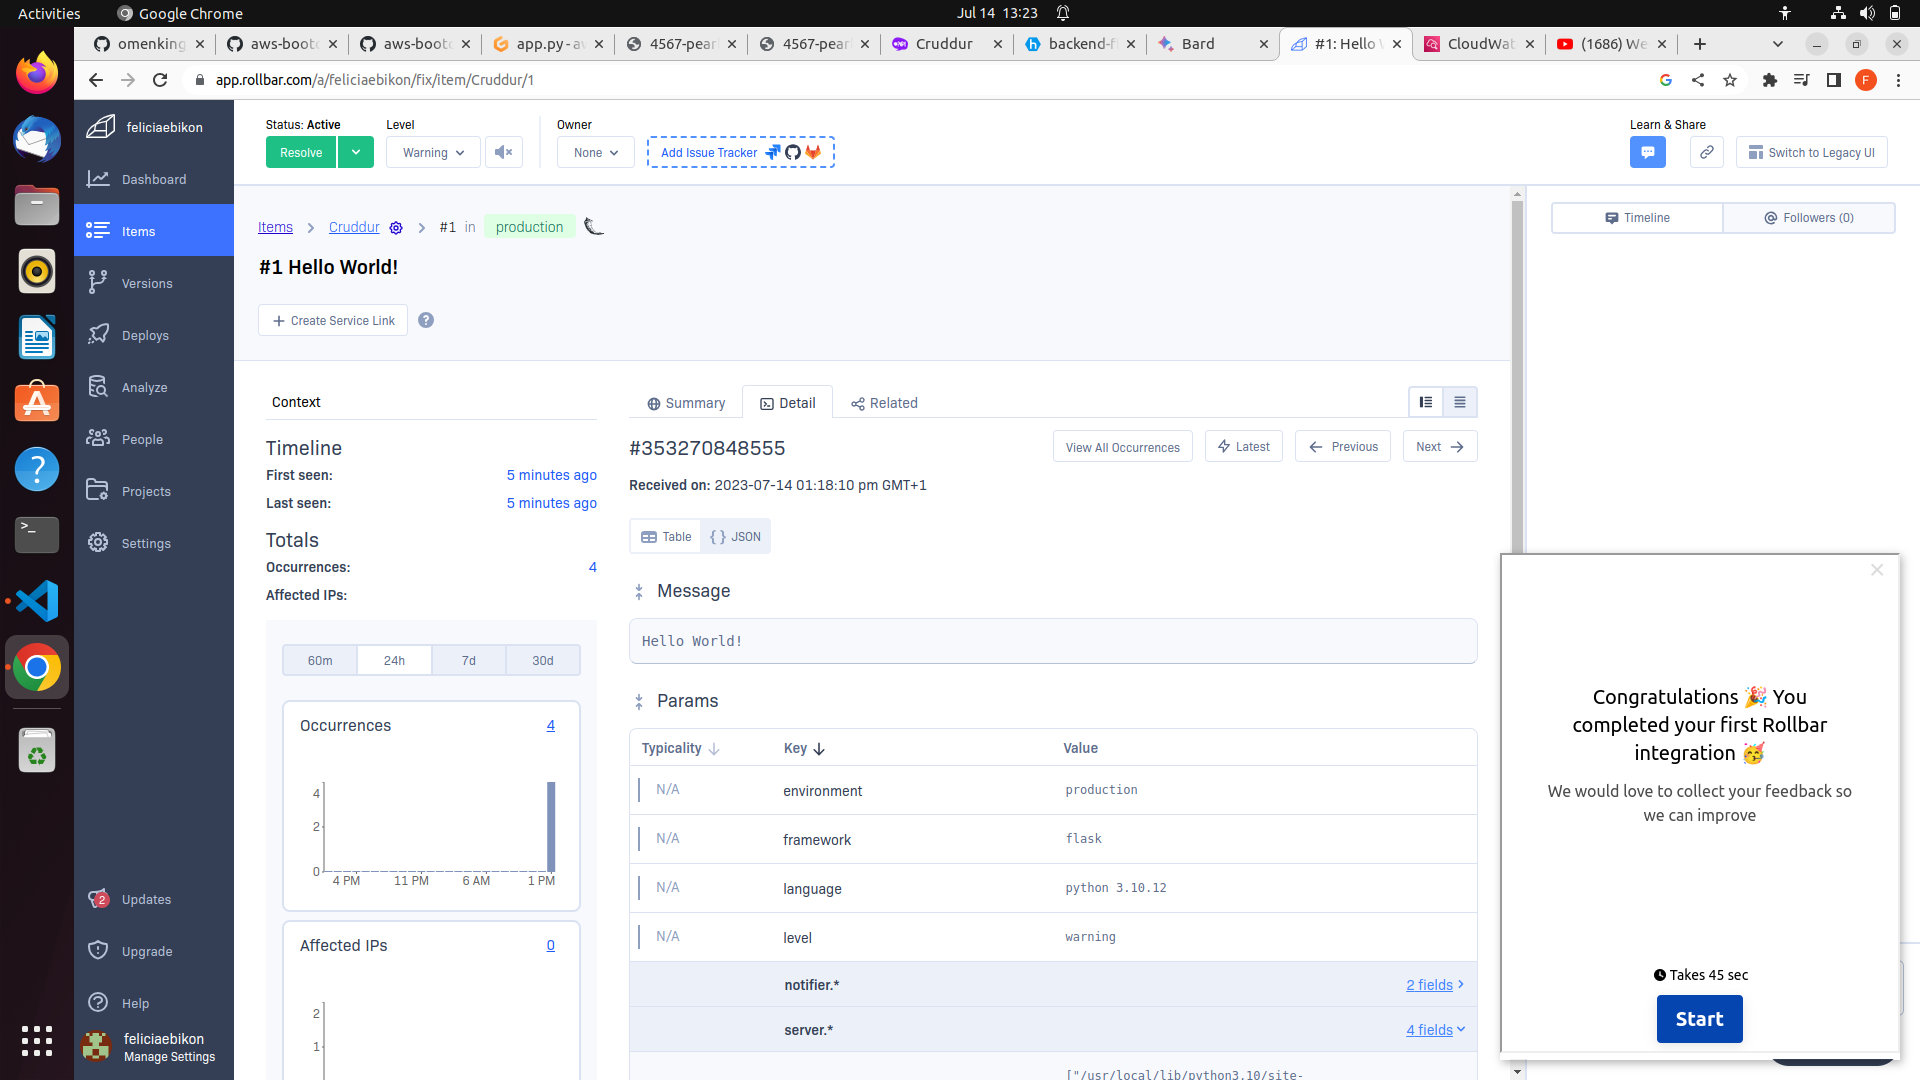 Activities
Google Chrome
Jul 14 13:23
omenking
aws-bootc
aws-bootc
app.py - aw
4567-pearl
4567-pearl
Cruddur
backend-fl
Bard
#1: Hello W
CloudWat
(1686) We
app.rollbar.com/a/feliciaebikon/fix/item/Cruddur/1
F
feliciaebikon
Dashboard
Items
Versions
Deploys
Analyze
People
Projects
Settings
2
Updates
Upgrade
Help
feliciaebikon
Manage Settings
Status: Active
Resolve
Level
Warning
Owner
None
Add Issue Tracker
Learn & Share
Switch to Legacy UI
Items > Cruddur > #1 in production
#1 Hello World!
+ Create Service Link
?
Timeline
Followers (0)
Context
Timeline
First seen: 5 minutes ago
Last seen: 5 minutes ago
Totals
Occurrences: 4
Affected IPs:
60m 24h 7d 30d
Occurrences 4
4
2
0
4 PM 11 PM 6 AM 1 PM
Affected IPs 0
2
1
Summary
Detail
Related
#353270848555
View All Occurrences
Latest
Previous
Next
Received on: 2023-07-14 01:18:10 pm GMT+1
Table
{ } JSON
Message
Hello World!
Params
Typicality Key Value
N/A environment production
N/A framework flask
N/A language python 3.10.12
N/A level warning
notifier.* 2 fields
server.* 4 fields
["/usr/local/lib/python3.10/site-
Congratulations 🎉 You
completed your first Rollbar
integration 🥳
We would love to collect your feedback so
we can improve
Takes 45 sec
Start